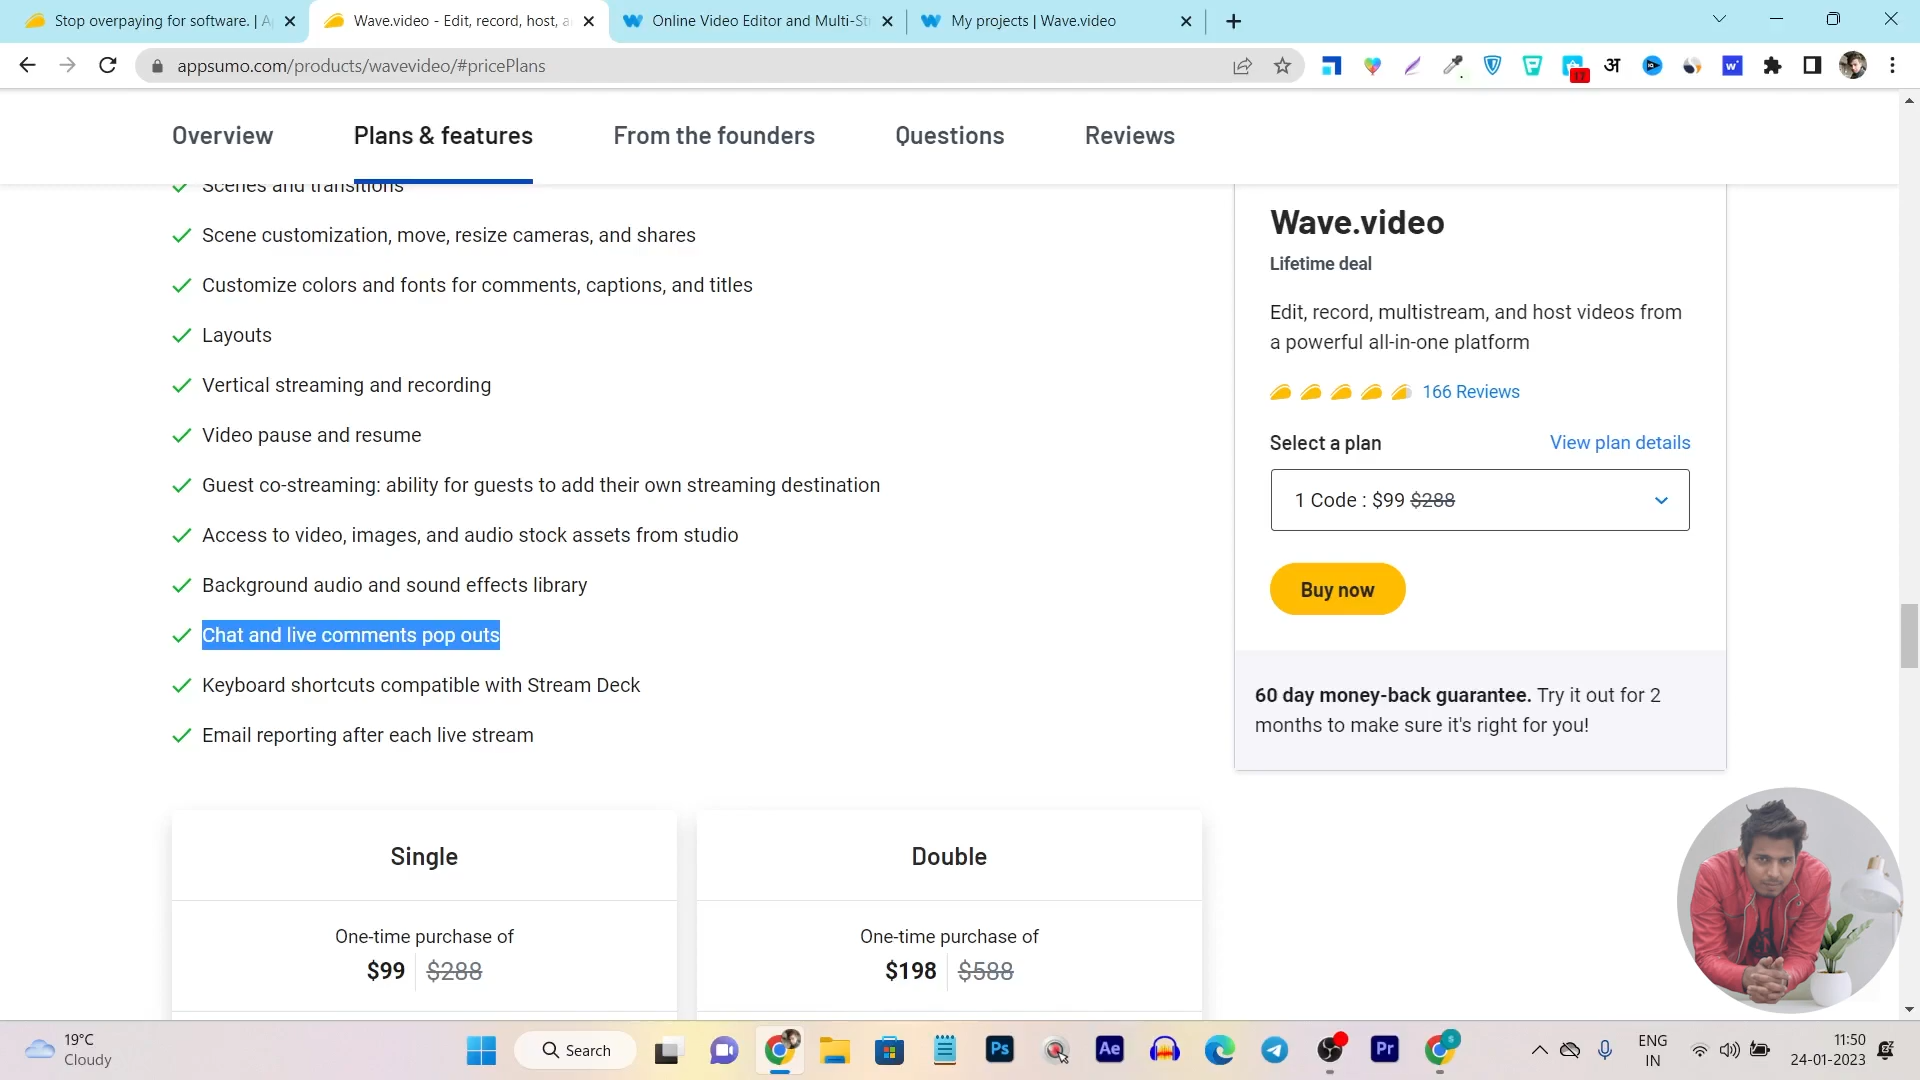 Stop overpaying for software. | A
Wave.video - Edit, record, host, a
Online Video Editor and Multi-St
My projects | Wave.video
appsumo.com/products/wavevideo/#pricePlans
17
अ
Overview
Plans & features
From the founders
Questions
Reviews
Scenes and transitions
Scene customization, move, resize cameras, and shares
Customize colors and fonts for comments, captions, and titles
Layouts
Vertical streaming and recording
Video pause and resume
Guest co-streaming: ability for guests to add their own streaming destination
Access to video, images, and audio stock assets from studio
Background audio and sound effects library
Chat and live comments pop outs
Keyboard shortcuts compatible with Stream Deck
Email reporting after each live stream
Wave.video
Lifetime deal
Edit, record, multistream, and host videos from
a powerful all-in-one platform
166 Reviews
Select a plan
View plan details
1 Code : $99 $288
Buy now
60 day money-back guarantee. Try it out for 2
months to make sure it's right for you!
Single
One-time purchase of
$99 $288
Double
One-time purchase of
$198 $588
19°C
Cloudy
Search
Ps
Ae
Pr
ENG
IN
11:50
24-01-2023